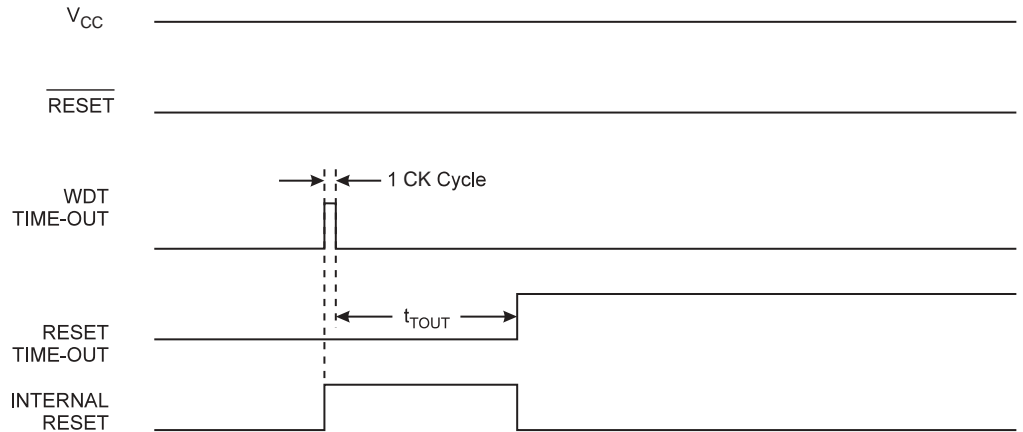 VCC
RESET
1 CK Cycle
WDT
TIME-OUT
RESET
TIME-OUT
tTOUT
INTERNAL
RESET